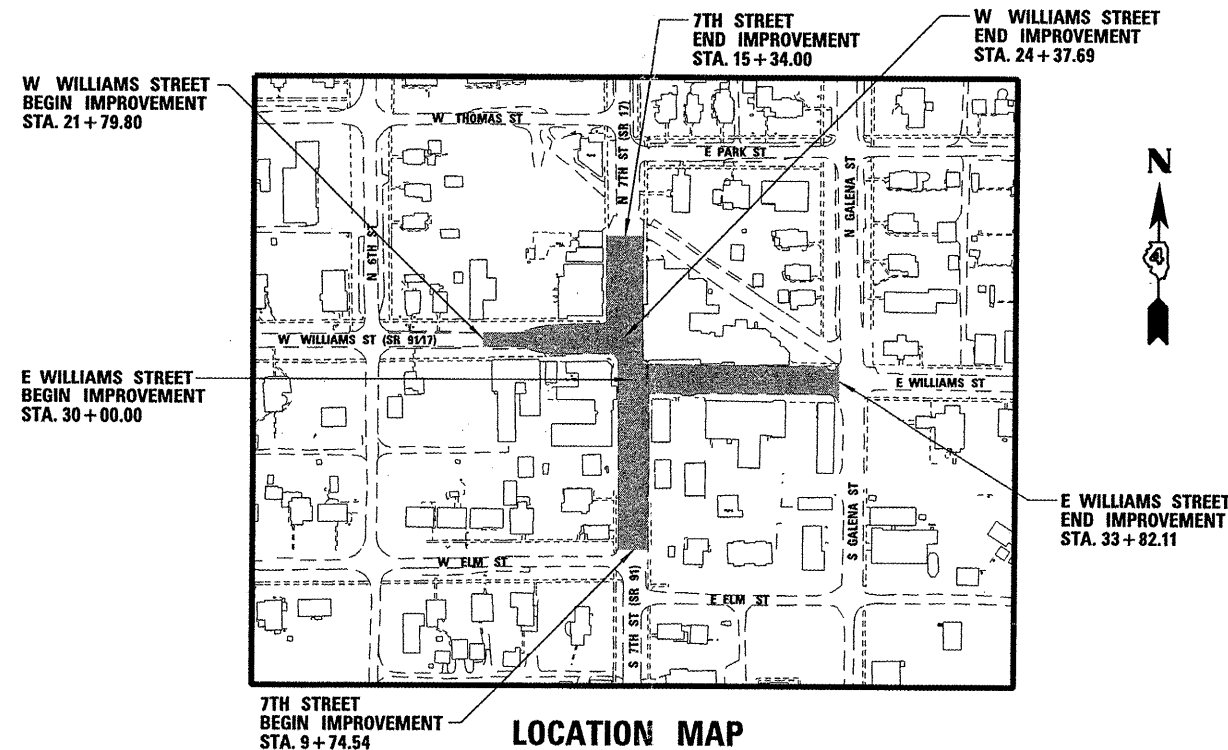 7TH STREET
END IMPROVEMENT
STA. 15+34.00
W WILLIAMS STREET
END IMPROVEMENT
STA. 24+37.69
W WILLIAMS STREET
BEGIN IMPROVEMENT
STA. 21+79.80
W THOMAS ST
N 7TH ST (SR 17)
E PARK ST
N GALENA ST
N
4
N 6TH ST
W WILLIAMS ST (SR 91/17)
E WILLIAMS STREET
BEGIN IMPROVEMENT
STA. 30+00.00
E WILLIAMS ST
E WILLIAMS STREET
END IMPROVEMENT
STA. 33+82.11
S GALENA ST
W ELM ST
S 7TH ST (SR 91)
E ELM ST
7TH STREET
BEGIN IMPROVEMENT
STA. 9+74.54
LOCATION MAP